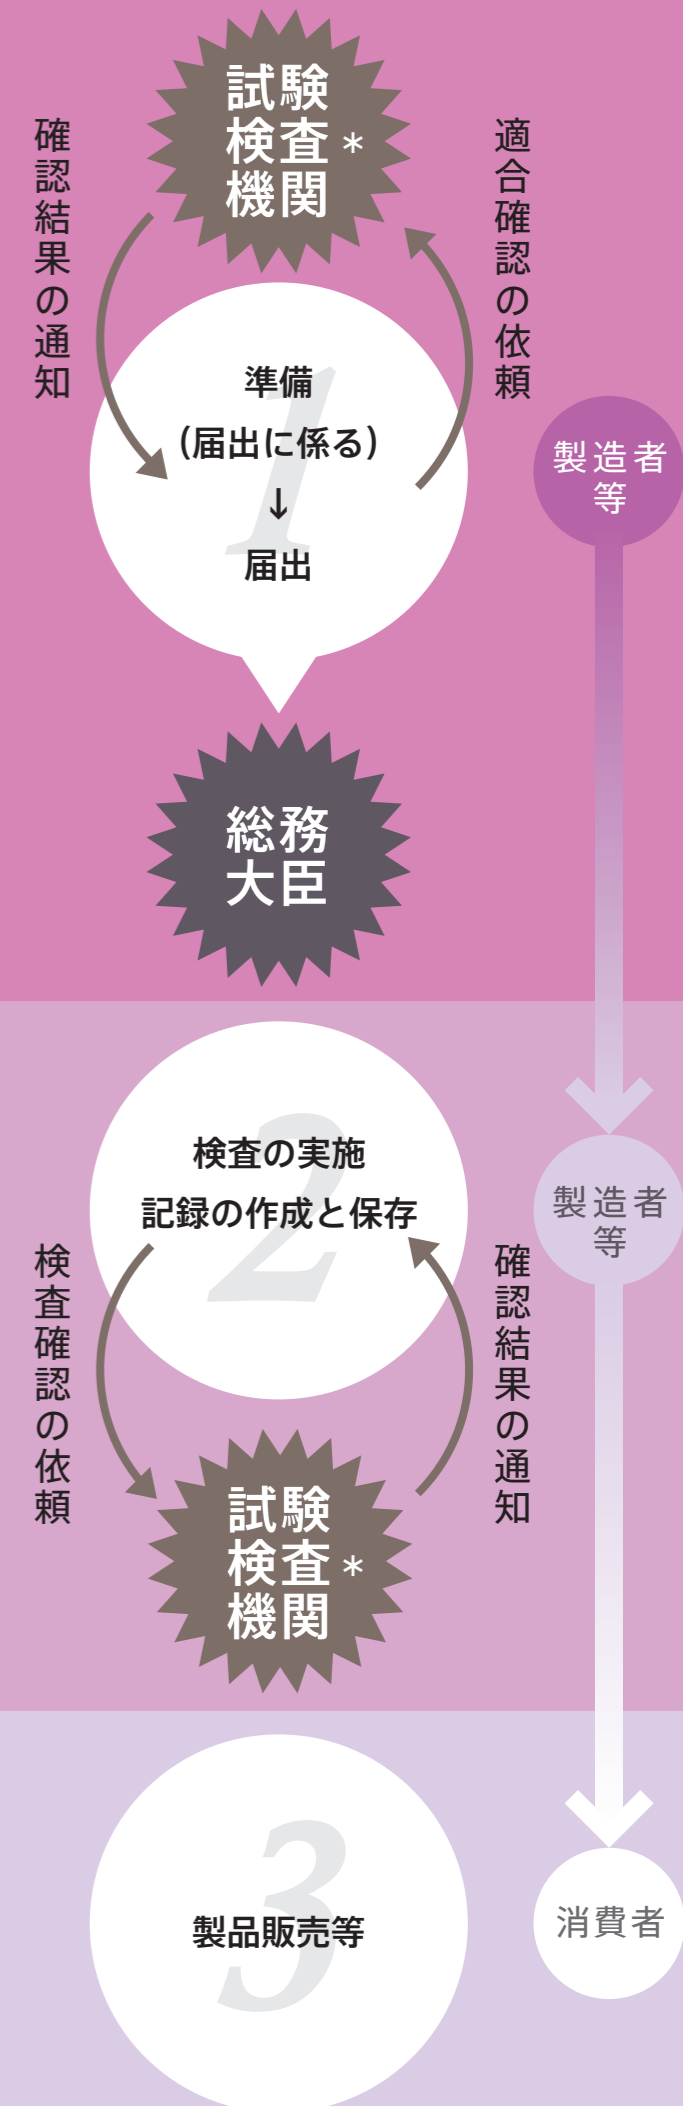 試験
検査*
機関
確認結果の通知
適合確認の依頼
1
準備
(届出に係る)
↓
届出
製造者
等
総務
大臣
2
検査の実施
記録の作成と保存
製造者
等
検査確認の依頼
確認結果の通知
試験
検査*
機関
3
製品販売等
消費者